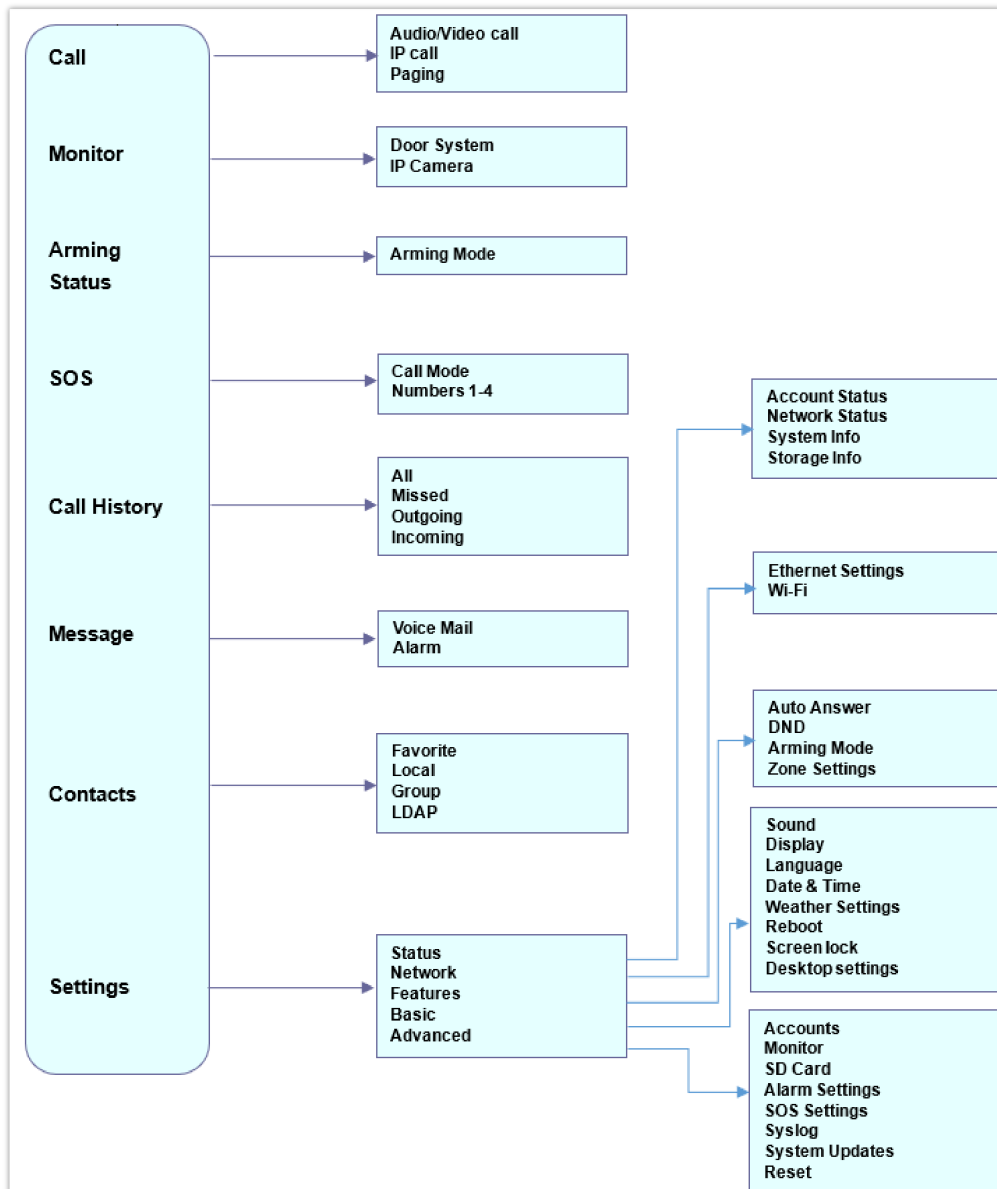 Call
Audio/Video call
IP call
Paging
Monitor
Door System
IP Camera
Arming
Status
Arming Mode
SOS
Call Mode
Numbers 1-4
Call History
All
Missed
Outgoing
Incoming
Message
Voice Mail
Alarm
Contacts
Favorite
Local
Group
LDAP
Settings
Status
Network
Features
Basic
Advanced
Account Status
Network Status
System Info
Storage Info
Ethernet Settings
Wi-Fi
Auto Answer
DND
Arming Mode
Zone Settings
Sound
Display
Language
Date & Time
Weather Settings
Reboot
Screen lock
Desktop settings
Accounts
Monitor
SD Card
Alarm Settings
SOS Settings
Syslog
System Updates
Reset